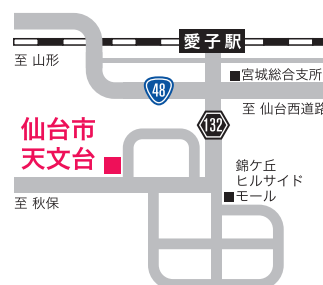 愛子駅
至 山形
宮城総合支所
48
至 仙台西道路
132
仙台市
天文台
錦ケ丘
ヒルサイド
モール
至 秋保